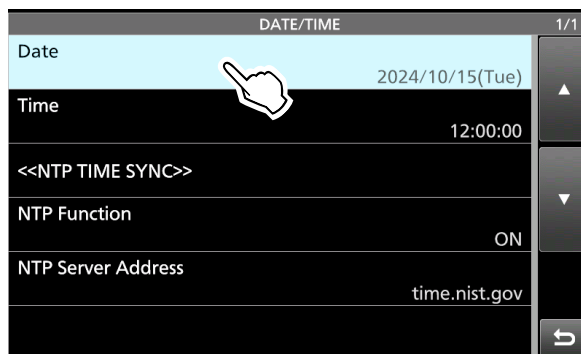 DATE/TIME 1/1
Date
2024/10/15(Tue)
Time
12:00:00
<<NTP TIME SYNC>>
NTP Function
ON
NTP Server Address
time.nist.gov